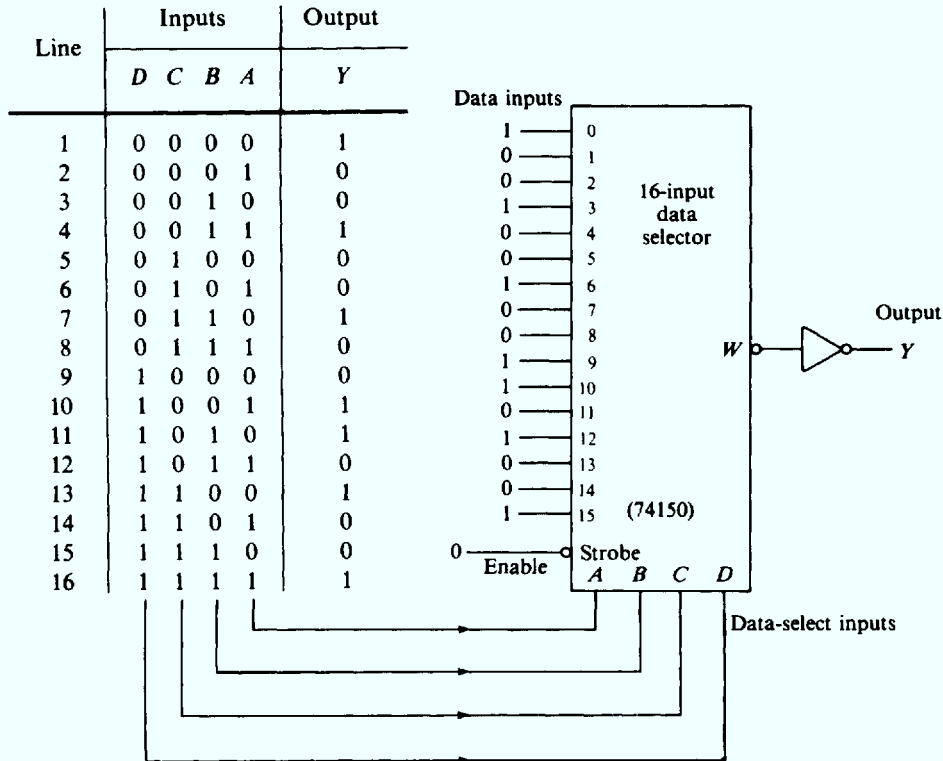 Line Inputs Output
D C B A Y
1 0 0 0 0 1
2 0 0 0 1 0
3 0 0 1 0 0
4 0 0 1 1 1
5 0 1 0 0 0
6 0 1 0 1 0
7 0 1 1 0 1
8 0 1 1 1 0
9 1 0 0 0 0
10 1 0 0 1 1
11 1 0 1 0 1
12 1 0 1 1 0
13 1 1 0 0 1
14 1 1 0 1 0
15 1 1 1 0 0
16 1 1 1 1 1
Data inputs
1 0
0 1
0 2
1 3
0 4
0 5
1 6
0 7
0 8
1 9
1 10
0 11
1 12
0 13
0 14
1 15
16-input
data
selector
(74150)
W
Output
Y
0 Enable Strobe
A B C D
Data-select inputs